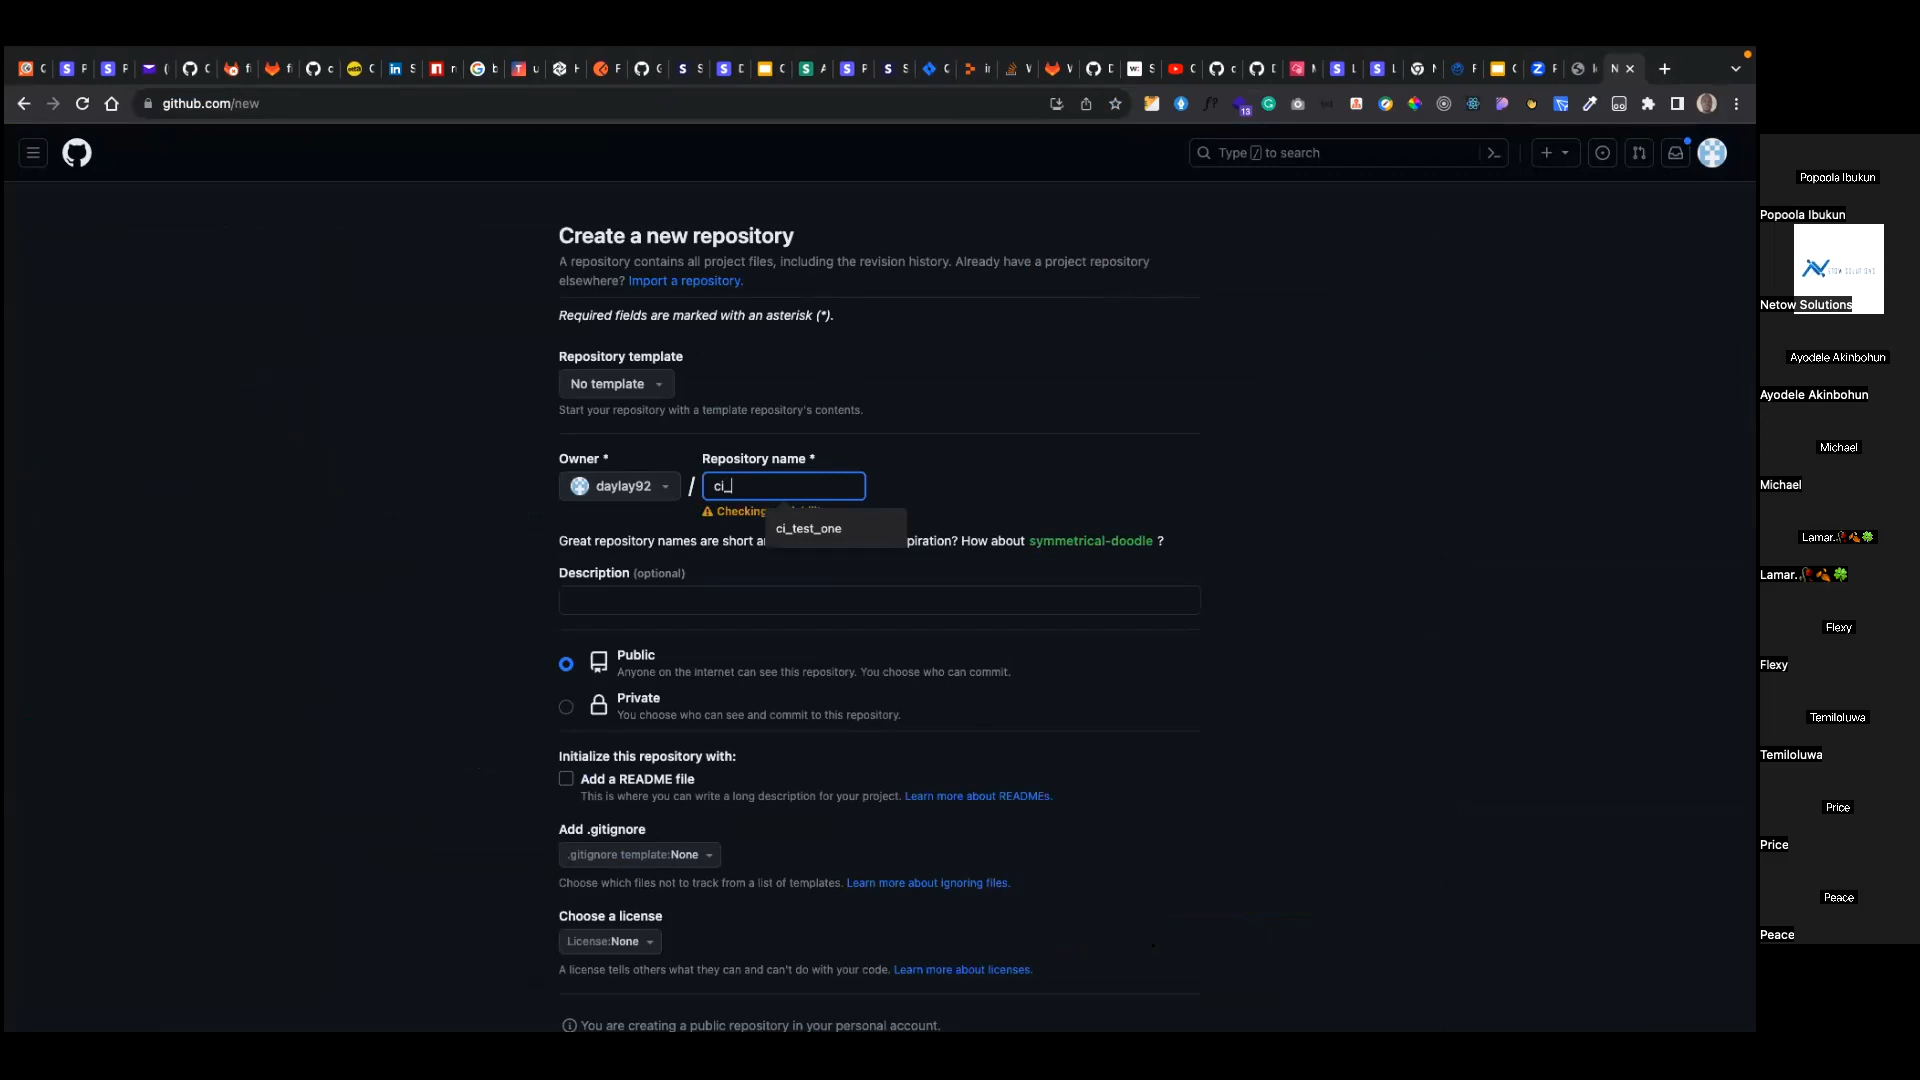 github.com/new
13
Type / to search
Create a new repository
A repository contains all project files, including the revision history. Already have a project repository
elsewhere? Import a repository.
Required fields are marked with an asterisk (*).
Repository template
No template
Start your repository with a template repository's contents.
Owner *
Repository name *
daylay92
/
ci_
Checking
ci_test_one
Great repository names are short
piration? How about symmetrical-doodle ?
Description (optional)
Public
Anyone on the internet can see this repository. You choose who can commit.
Private
You choose who can see and commit to this repository.
Initialize this repository with:
Add a README file
This is where you can write a long description for your project. Learn more about READMEs.
Add .gitignore
.gitignore template:None
Choose which files not to track from a list of templates. Learn more about ignoring files.
Choose a license
License:None
A license tells others what they can and can't do with your code. Learn more about licenses.
You are creating a public repository in your personal account.
Popoola Ibukun
Popoola Ibukun
Netow Solutions
Ayodele Akinbohun
Ayodele Akinbohun
Michael
Michael
Lamar.🥀🍂🍀
Lamar.🥀🍂🍀
Flexy
Flexy
Temiloluwa
Temiloluwa
Price
Price
Peace
Peace